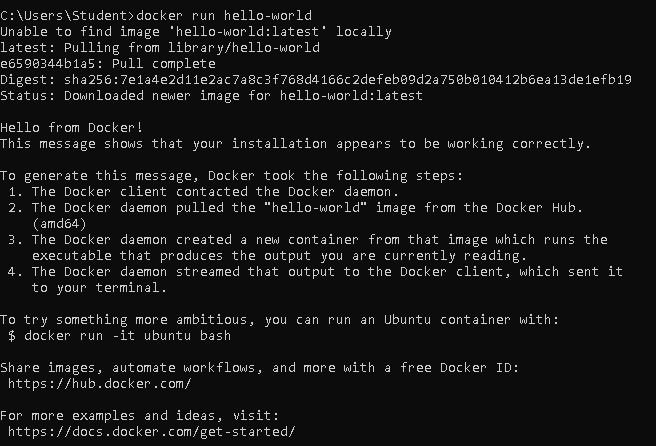 C:\Users\Student>docker run hello-world
Unable to find image 'hello-world:latest' locally
latest: Pulling from library/hello-world
e6590344b1a5: Pull complete
Digest: sha256:7e1a4e2d11e2ac7a8c3f768d4166c2defeb09d2a750b010412b6ea13de1efb19
Status: Downloaded newer image for hello-world:latest

Hello from Docker!
This message shows that your installation appears to be working correctly.

To generate this message, Docker took the following steps:
 1. The Docker client contacted the Docker daemon.
 2. The Docker daemon pulled the "hello-world" image from the Docker Hub.
    (amd64)
 3. The Docker daemon created a new container from that image which runs the
    executable that produces the output you are currently reading.
 4. The Docker daemon streamed that output to the Docker client, which sent it
    to your terminal.

To try something more ambitious, you can run an Ubuntu container with:
 $ docker run -it ubuntu bash

Share images, automate workflows, and more with a free Docker ID:
 https://hub.docker.com/

For more examples and ideas, visit:
 https://docs.docker.com/get-started/